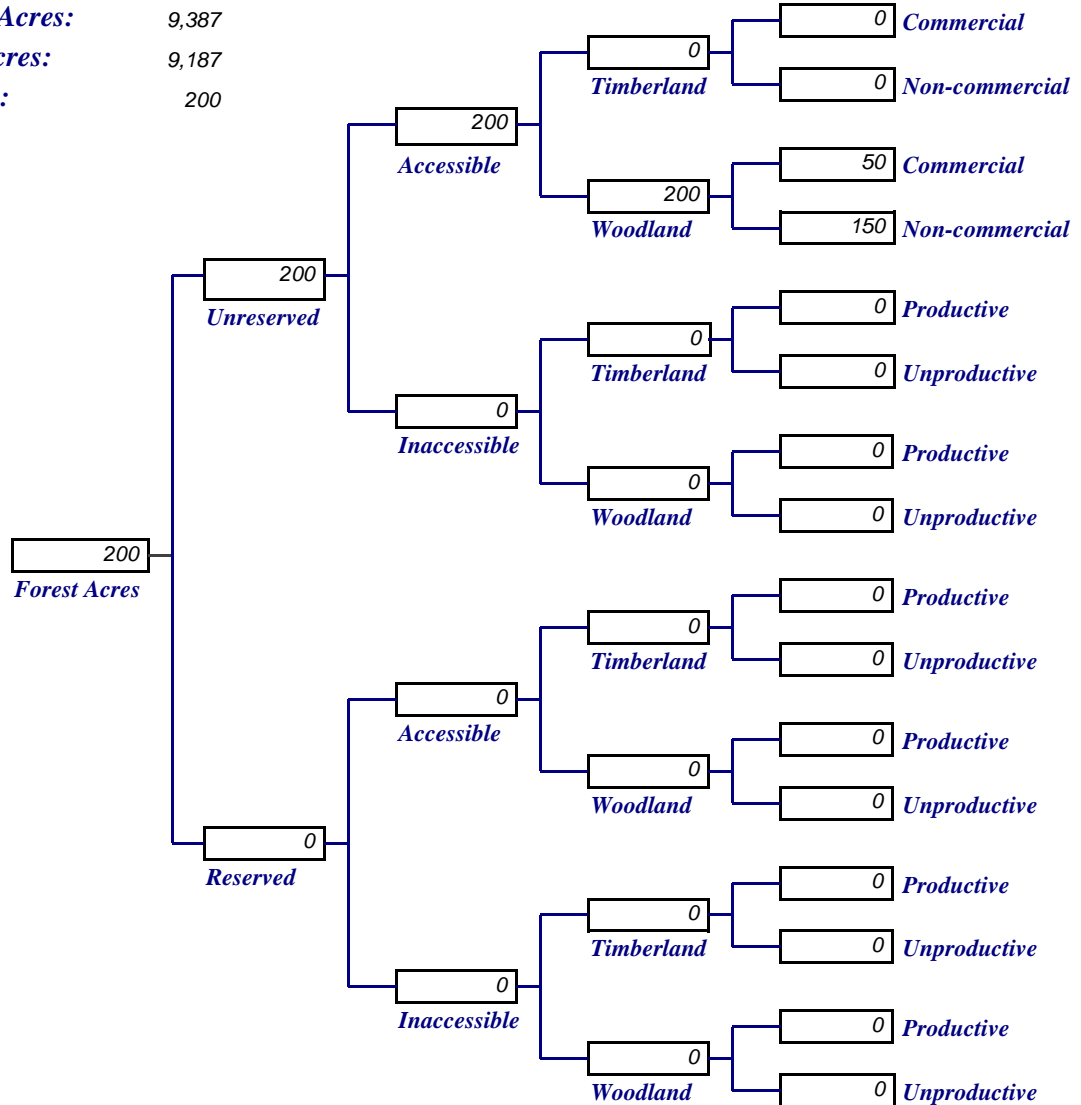 Acres: 9,387
cres: 9,187
: 200
0 Commercial
0
Timberland
0 Non-commercial
200
Accessible
50 Commercial
200
Woodland
150 Non-commercial
200
Unreserved
0 Productive
0
Timberland
0 Unproductive
0
Inaccessible
0 Productive
0
Woodland
0 Unproductive
200
Forest Acres
0 Productive
0
Timberland
0 Unproductive
0
Accessible
0 Productive
0
Woodland
0 Unproductive
0
Reserved
0 Productive
0
Timberland
0 Unproductive
0
Inaccessible
0 Productive
0
Woodland
0 Unproductive